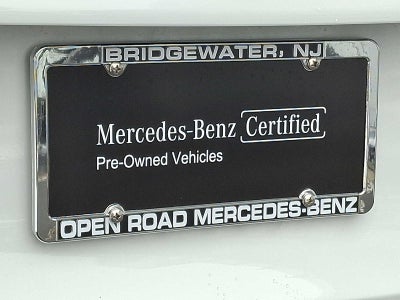 BRIDGEWATER, NJ
Mercedes-Benz Certified
Pre-Owned Vehicles
OPEN ROAD MERCEDES-BENZ